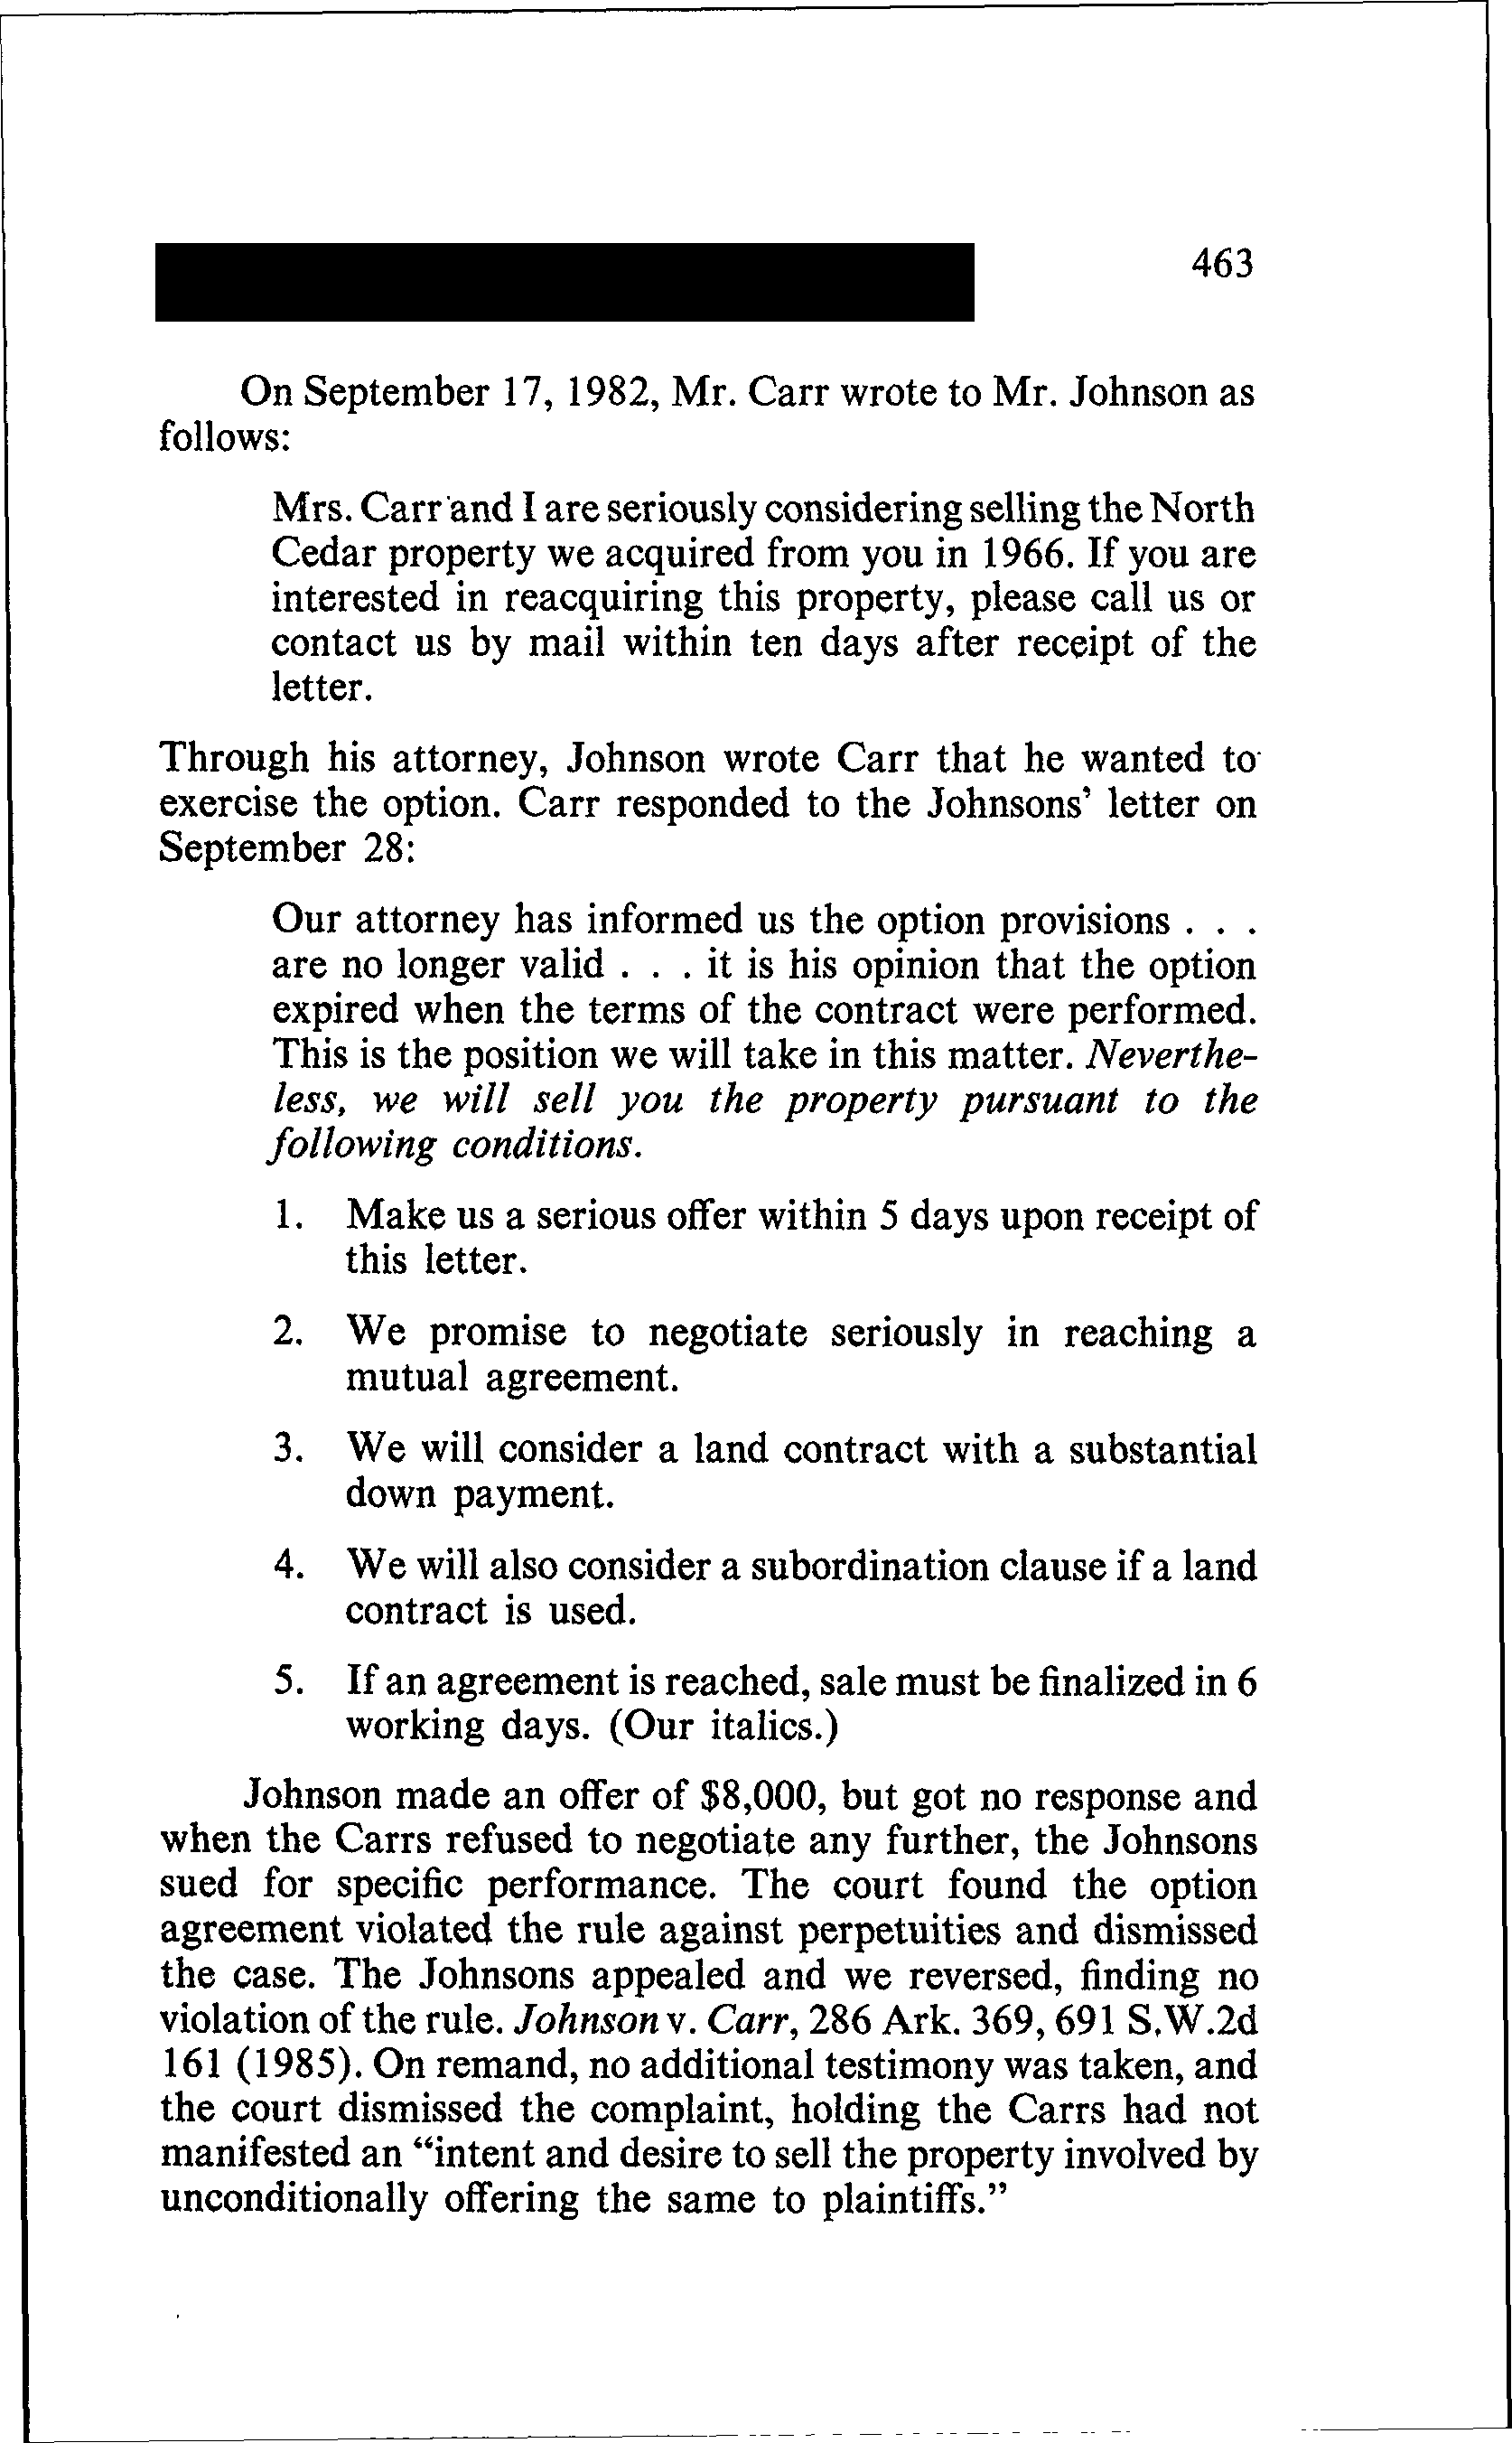 463
On September 17, 1982, Mr. Carr wrote to Mr. Johnson as
follows:
Mrs. Carr and I are seriously considering selling the North
Cedar property we acquired from you in 1966. If you are
interested in reacquiring this property, please call us or
contact us by mail within ten days after receipt of the
letter.
Through his attorney, Johnson wrote Carr that he wanted to
exercise the option. Carr responded to the Johnsons' letter on
September 28:
Our attorney has informed us the option provisions . . .
are no longer valid . . . it is his opinion that the option
expired when the terms of the contract were performed.
This is the position we will take in this matter. Neverthe-
less, we will sell you the property pursuant to the
following conditions.
1. Make us a serious offer within 5 days upon receipt of
this letter.
2. We promise to negotiate seriously in reaching a
mutual agreement.
3. We will consider a land contract with a substantial
down payment.
4. We will also consider a subordination clause if a land
contract is used.
5. If an agreement is reached, sale must be finalized in 6
working days. (Our italics.)
Johnson made an offer of $8,000, but got no response and
when the Carrs refused to negotiate any further, the Johnsons
sued for specific performance. The court found the option
agreement violated the rule against perpetuities and dismissed
the case. The Johnsons appealed and we reversed, finding no
violation of the rule. Johnson v. Carr, 286 Ark. 369, 691 S.W.2d
161 (1985). On remand, no additional testimony was taken, and
the court dismissed the complaint, holding the Carrs had not
manifested an "intent and desire to sell the property involved by
unconditionally offering the same to plaintiffs."